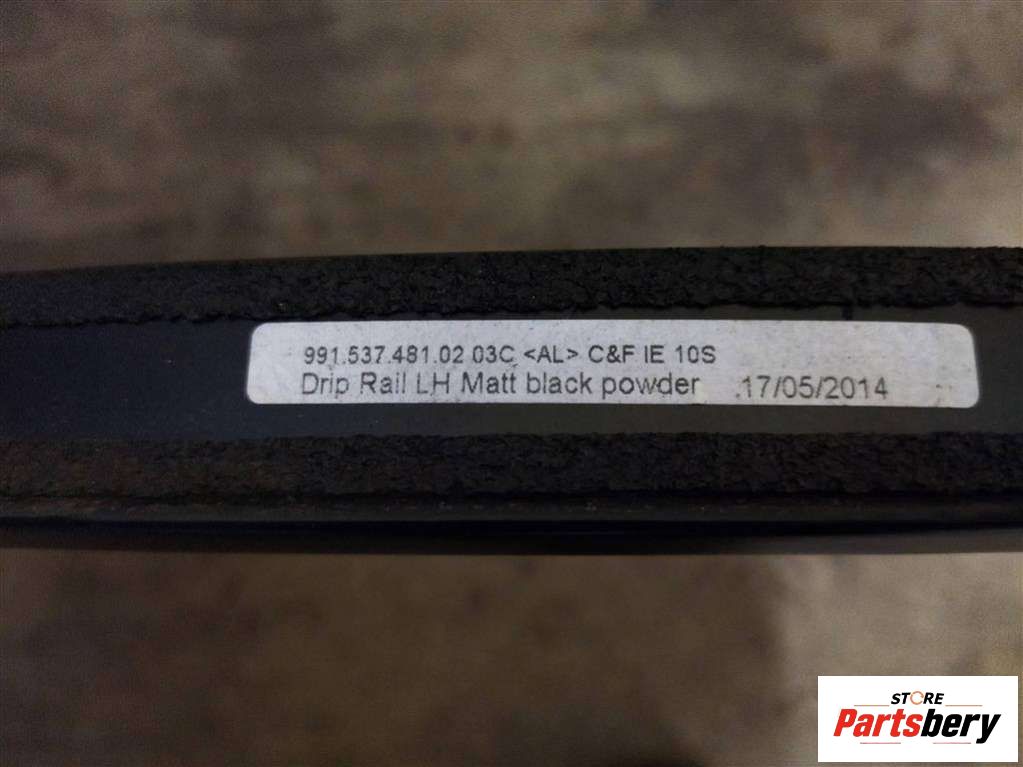 991.537.481.02 03C <AL> C&F IE 10S
Drip Rail LH Matt black powder .17/05/2014
STORE
Partsbery